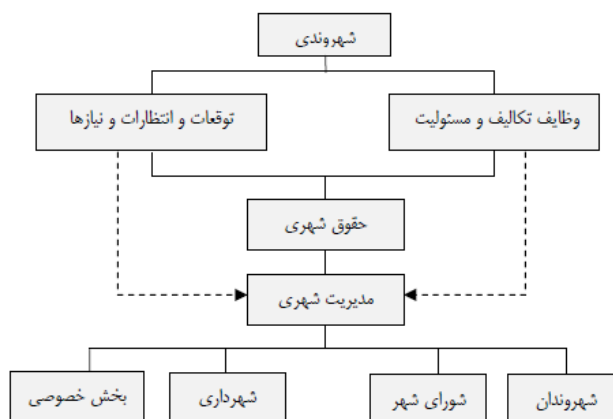 شهروندی
وظایف تکالیف و مسئولیت
توقعات و انتظارات و نیازها
حقوق شهری
مدیریت شهری
شهروندان
شورای شهر
شهرداری
بخش خصوصی